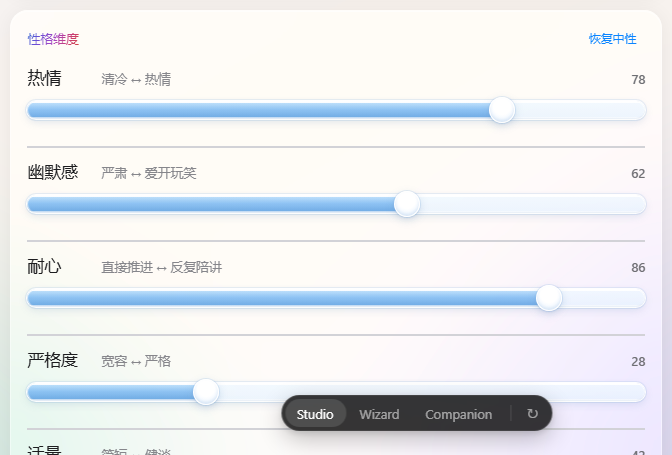 性格维度 恢复中性
热情 清冷 ↔ 热情 78
幽默感 严肃 ↔ 爱开玩笑 62
耐心 直接推进 ↔ 反复陪讲 86
严格度 宽容 ↔ 严格 28
Studio Wizard Companion ↻